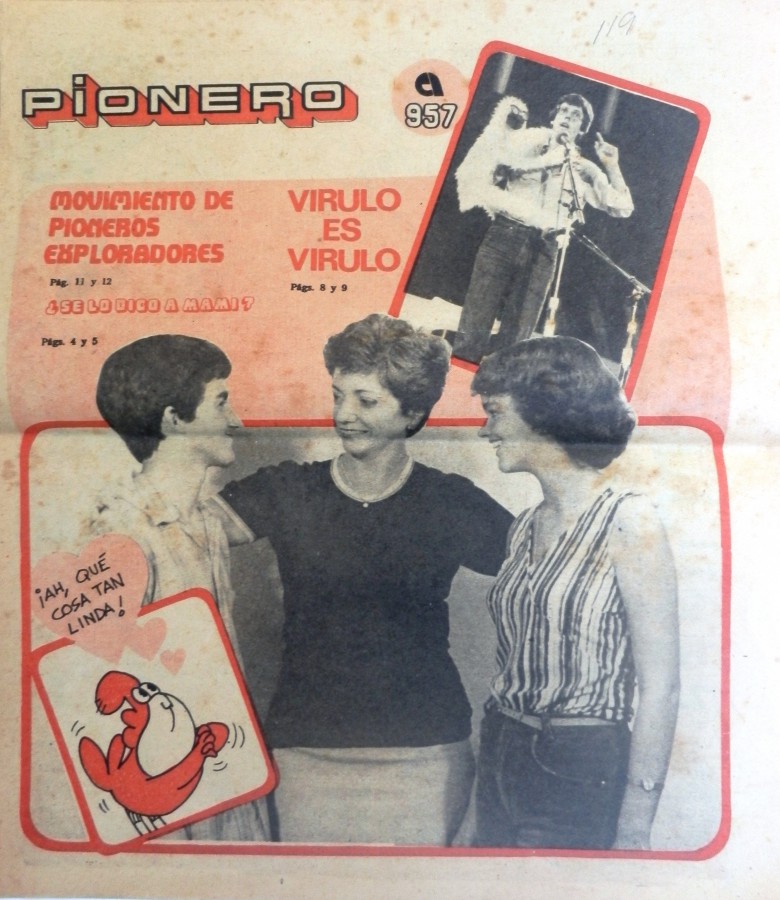 119
PiONERO
a
957
MOVIMIENTO DE
PIONEROS
EXPLORADORES
Pág. 11 y 12
¿SE LO DIGO A MAMI?
Págs. 4 y 5
VIRULO
ES
VIRULO
Págs. 8 y 9
¡AH, QUÉ
COSA TAN
LINDA!